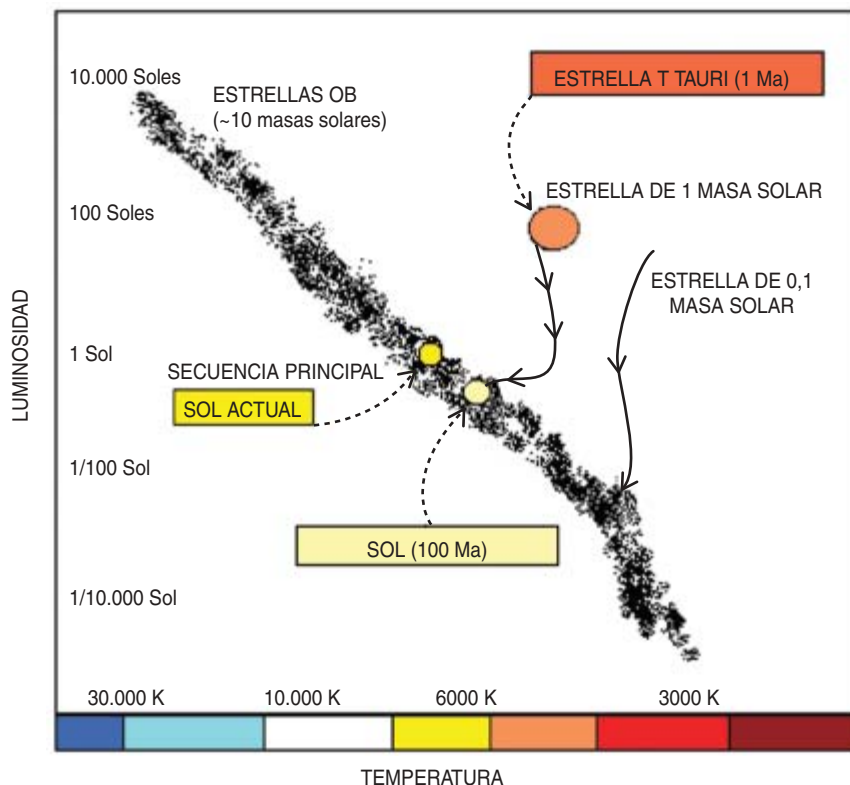 10.000 Soles
ESTRELLAS OB
(~10 masas solares)
ESTRELLA T TAURI (1 Ma)
100 Soles
ESTRELLA DE 1 MASA SOLAR
ESTRELLA DE 0,1
MASA SOLAR
LUMINOSIDAD
1 Sol
SECUENCIA PRINCIPAL
SOL ACTUAL
1/100 Sol
SOL (100 Ma)
1/10.000 Sol
30.000 K
10.000 K
6000 K
3000 K
TEMPERATURA